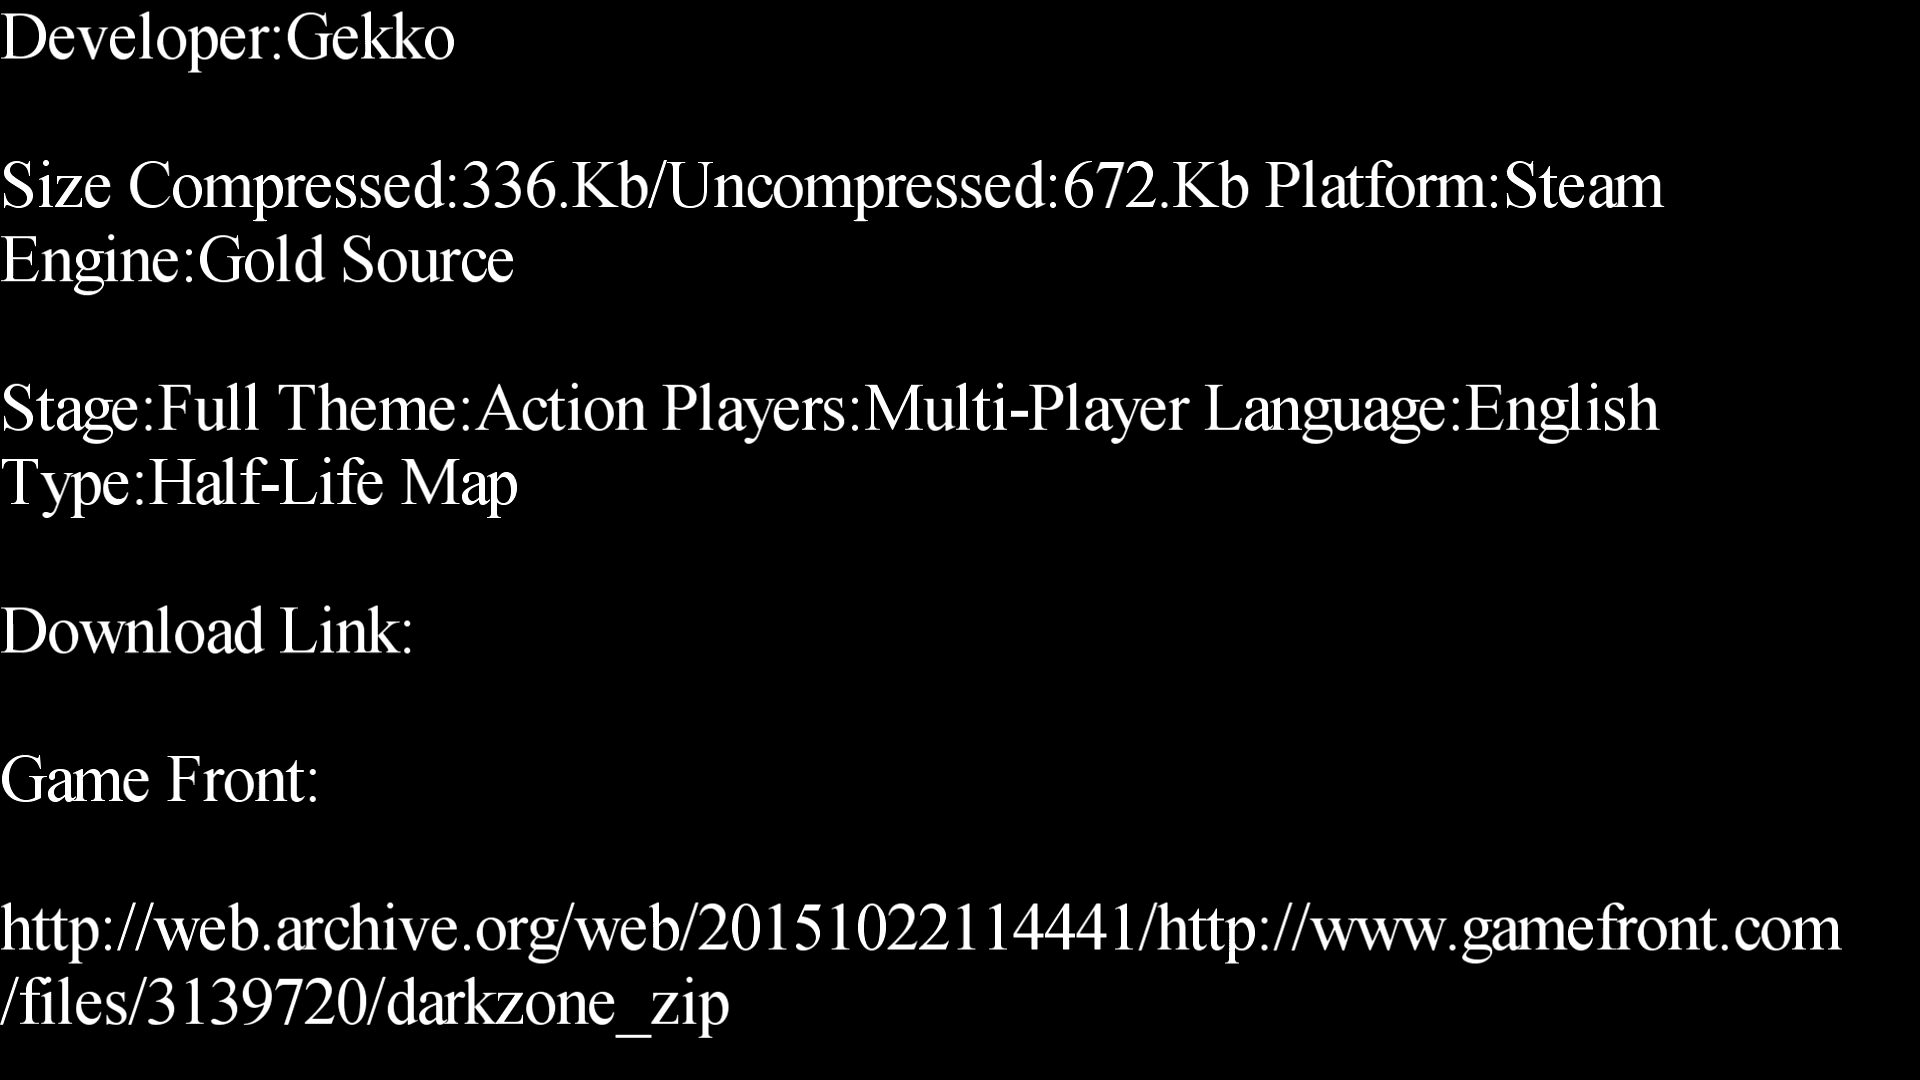 Developer:Gekko
Size Compressed:336.Kb/Uncompressed:672.Kb Platform:Steam
Engine:Gold Source
Stage:Full Theme:Action Players:Multi-Player Language:English
Type:Half-Life Map
Download Link:
Game Front:
http://web.archive.org/web/20151022114441/http://www.gamefront.com
/files/3139720/darkzone_zip